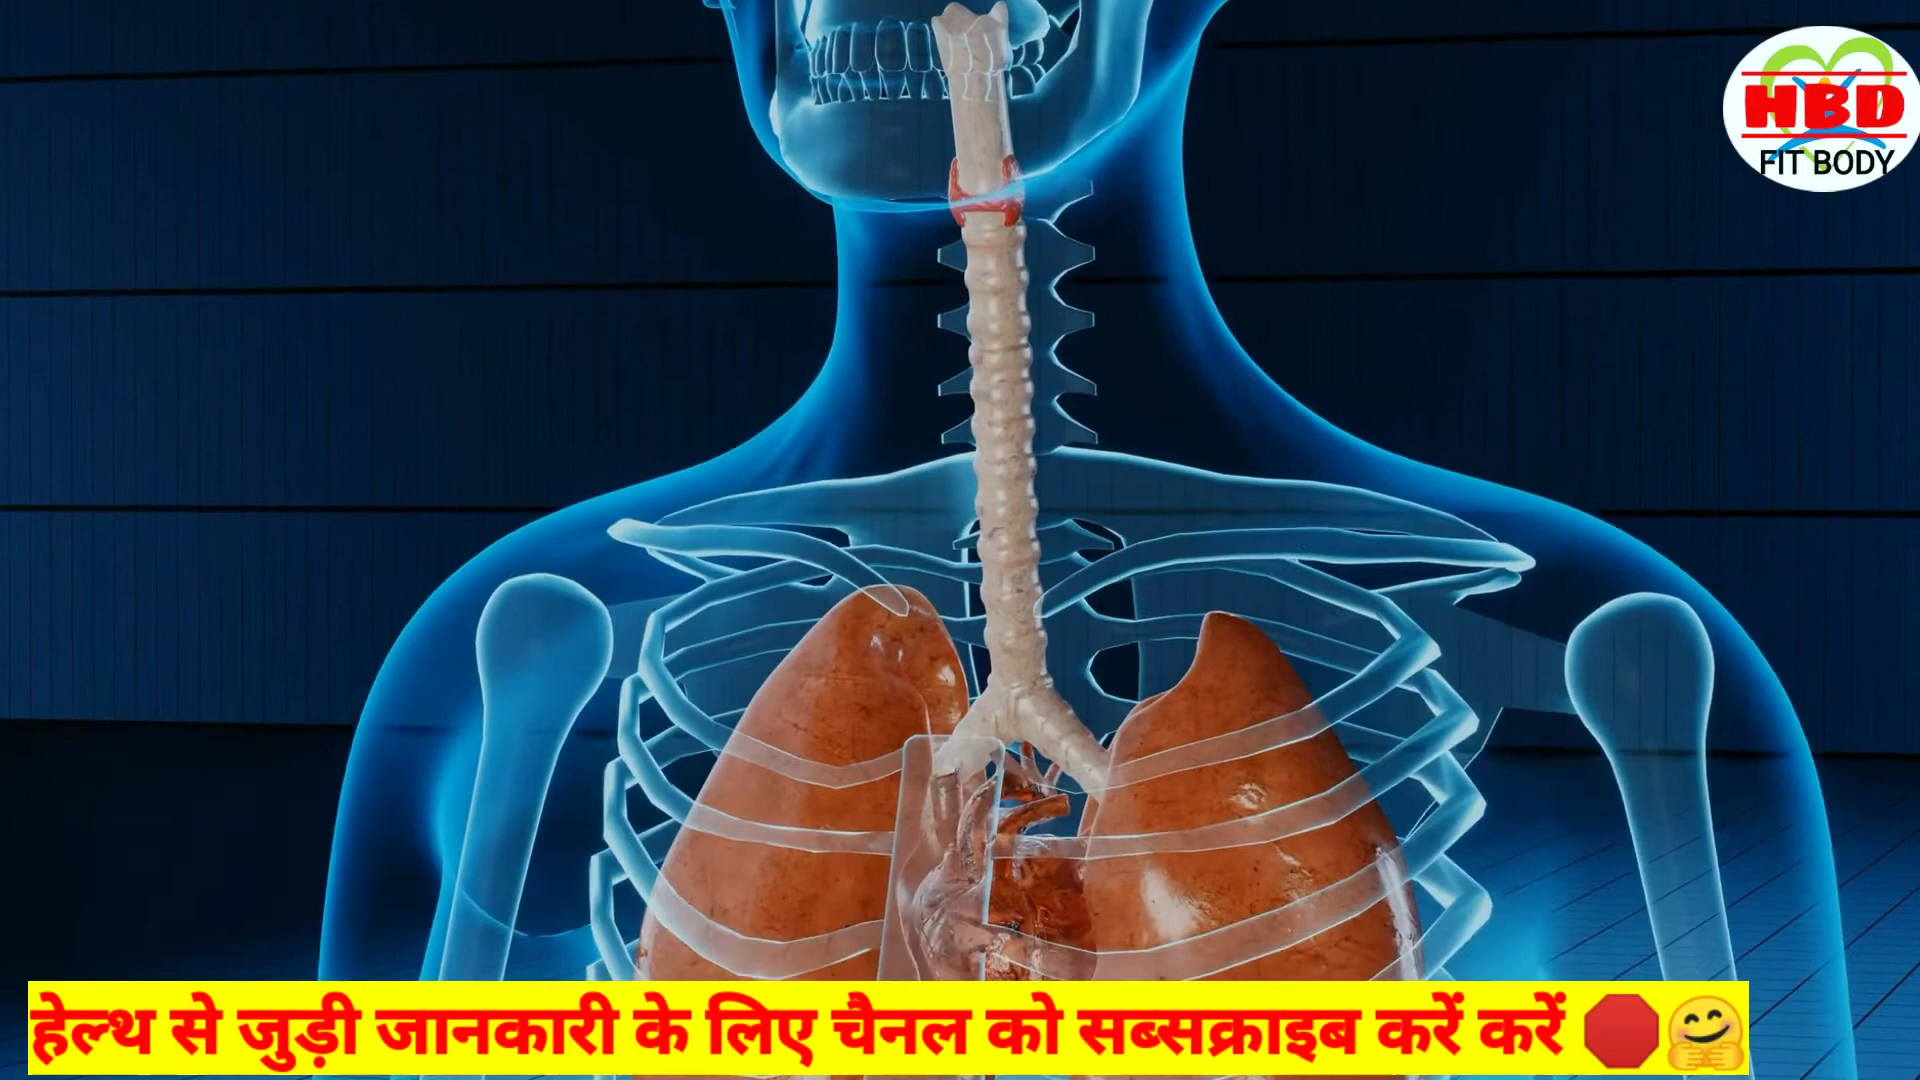 HBD
FIT BODY
हेल्थ से जुड़ी जानकारी के लिए चैनल को सब्सक्राइब करें करें 🛑🤗